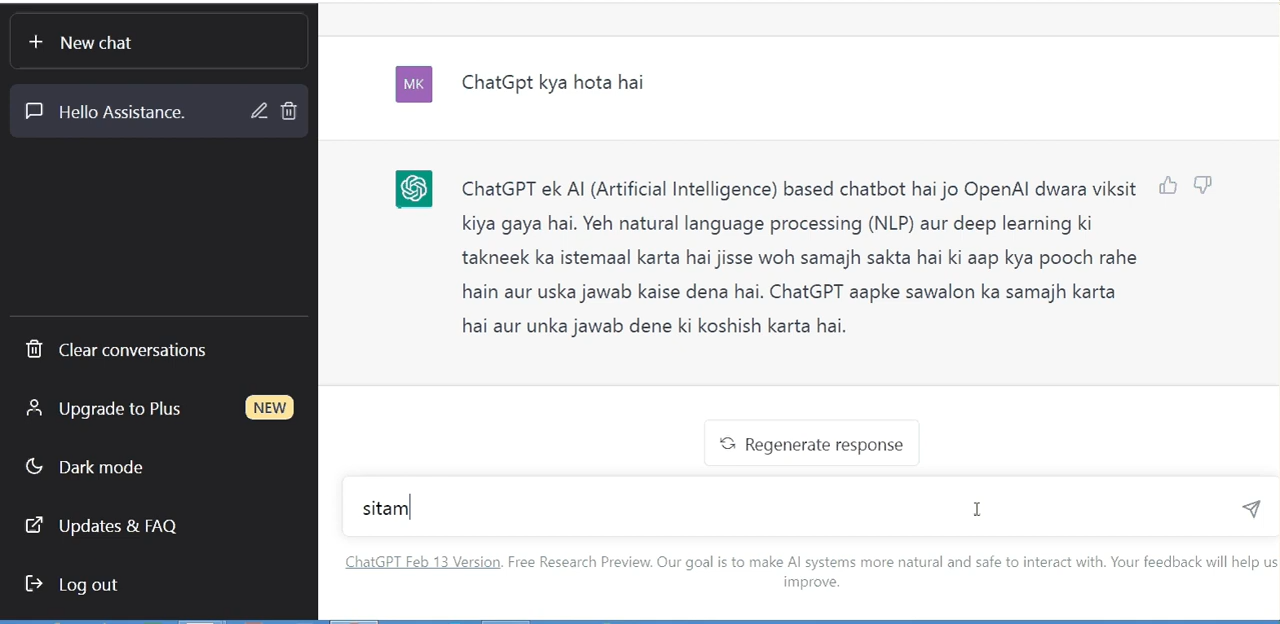 New chat
Hello Assistance.
Clear conversations
Upgrade to Plus
NEW
Dark mode
Updates & FAQ
Log out
MK
ChatGpt kya hota hai
ChatGPT ek AI (Artificial Intelligence) based chatbot hai jo OpenAI dwara viksit
kiya gaya hai. Yeh natural language processing (NLP) aur deep learning ki
takneek ka istemaal karta hai jisse woh samajh sakta hai ki aap kya pooch rahe
hain aur uska jawab kaise dena hai. ChatGPT aapke sawalon ka samajh karta
hai aur unka jawab dene ki koshish karta hai.
Regenerate response
sitam
ChatGPT Feb 13 Version. Free Research Preview. Our goal is to make AI systems more natural and safe to interact with. Your feedback will help us
improve.